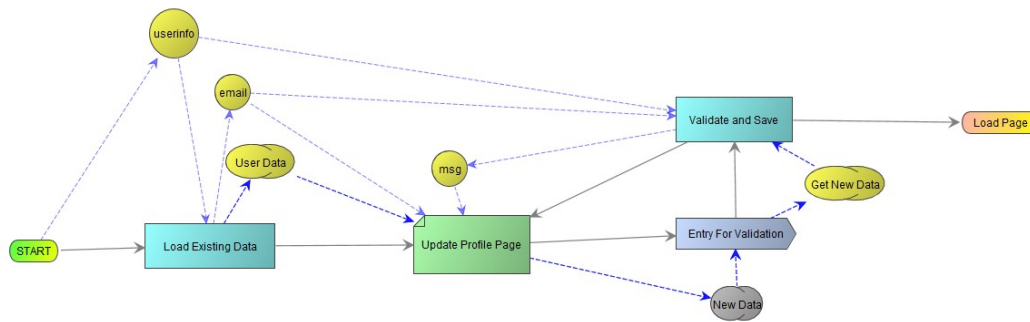 userinfo
email
Validate and Save
Load Page
User Data
msg
Get New Data
START
Load Existing Data
Update Profile Page
Entry For Validation
New Data